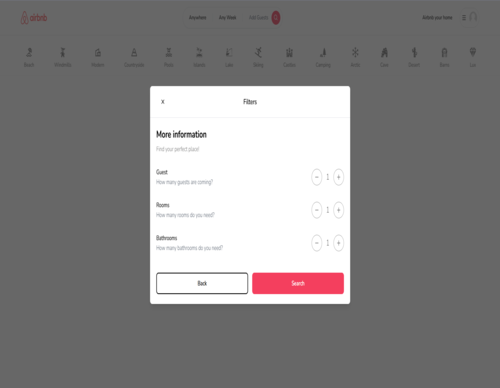 airbnb
Anywhere Any Week Add Guests
Airbnb your home
Beach Windmills Modern Countryside Pools Islands Lake Skiing Castles Camping Arctic Cave Desert Barns Lux
X Filters
More information
Find your perfect place!
Guest
How many guests are coming?
− 1 +
Rooms
How many rooms do you need?
− 1 +
Bathrooms
How many bathrooms do you need?
− 1 +
Back Search